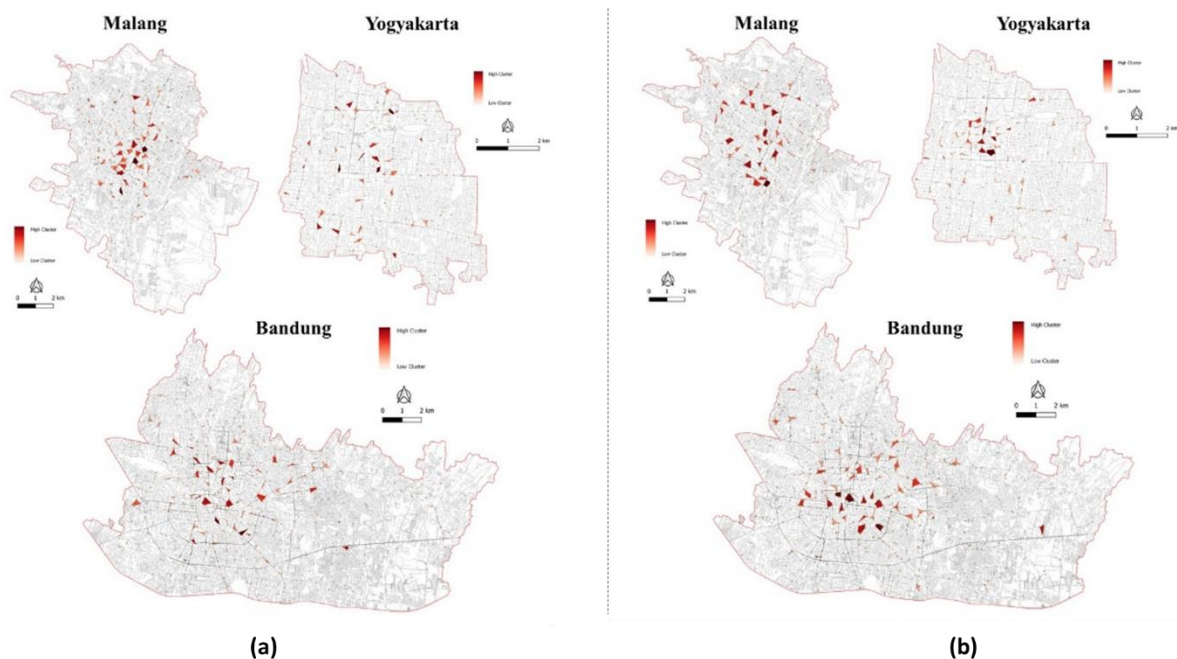 Malang
Yogyakarta
High Cluster
Low Cluster
0 1 2 km
High Cluster
Low Cluster
0 1 2 km
Bandung
High Cluster
Low Cluster
0 1 2 km
(a)
Malang
Yogyakarta
High Cluster
Low Cluster
0 1 2 km
High Cluster
Low Cluster
0 1 2 km
Bandung
High Cluster
Low Cluster
0 1 2 km
(b)